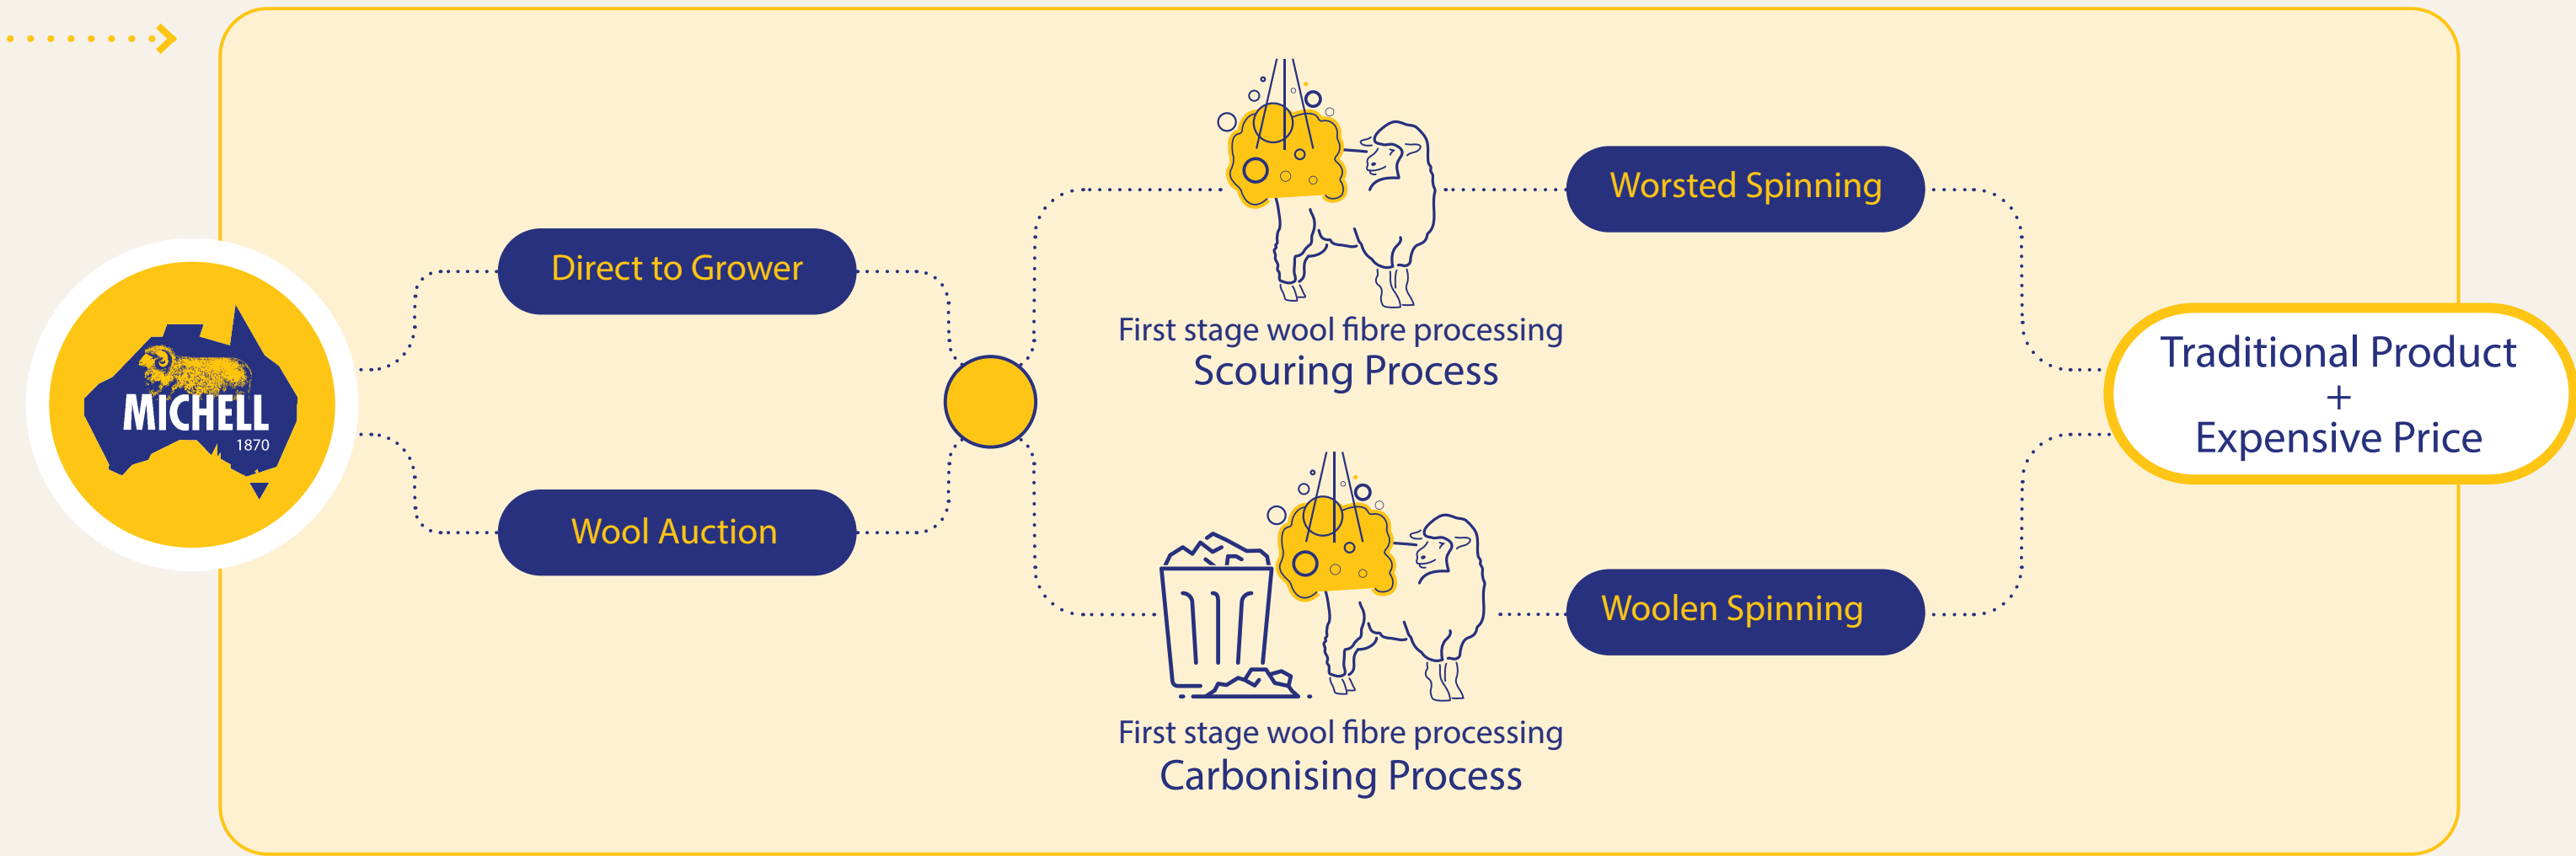 MICHELL
1870
Direct to Grower
Wool Auction
First stage wool fibre processing
Scouring Process
First stage wool fibre processing
Carbonising Process
Worsted Spinning
Woolen Spinning
Traditional Product
+
Expensive Price